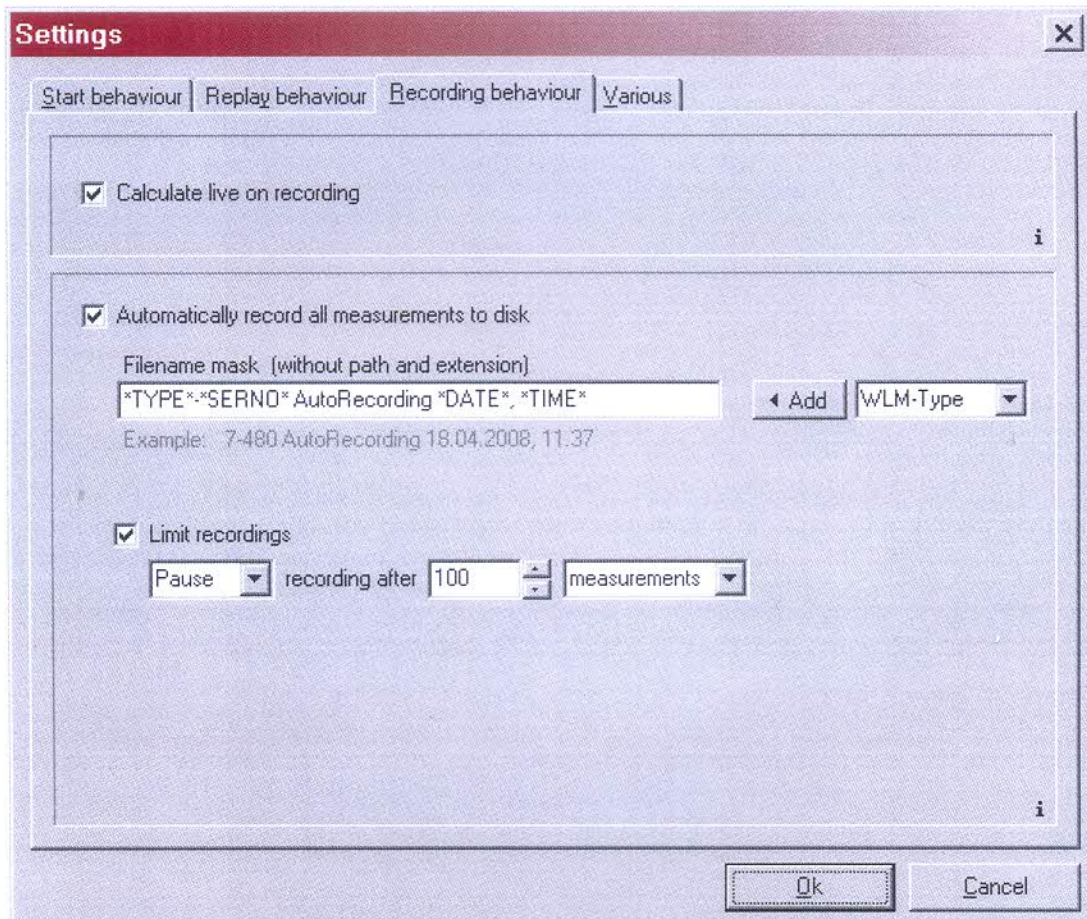 Settings
Start behaviour Replay behaviour Recording behaviour Various
Calculate live on recording
i
Automatically record all measurements to disk
Filename mask (without path and extension)
*TYPE*-*SERNO* AutoRecording *DATE*, *TIME* Add WLM-Type
Example: 7-480 AutoRecording 18.04.2008, 11.37
Limit recordings
Pause recording after 100 measurements
i
Ok Cancel